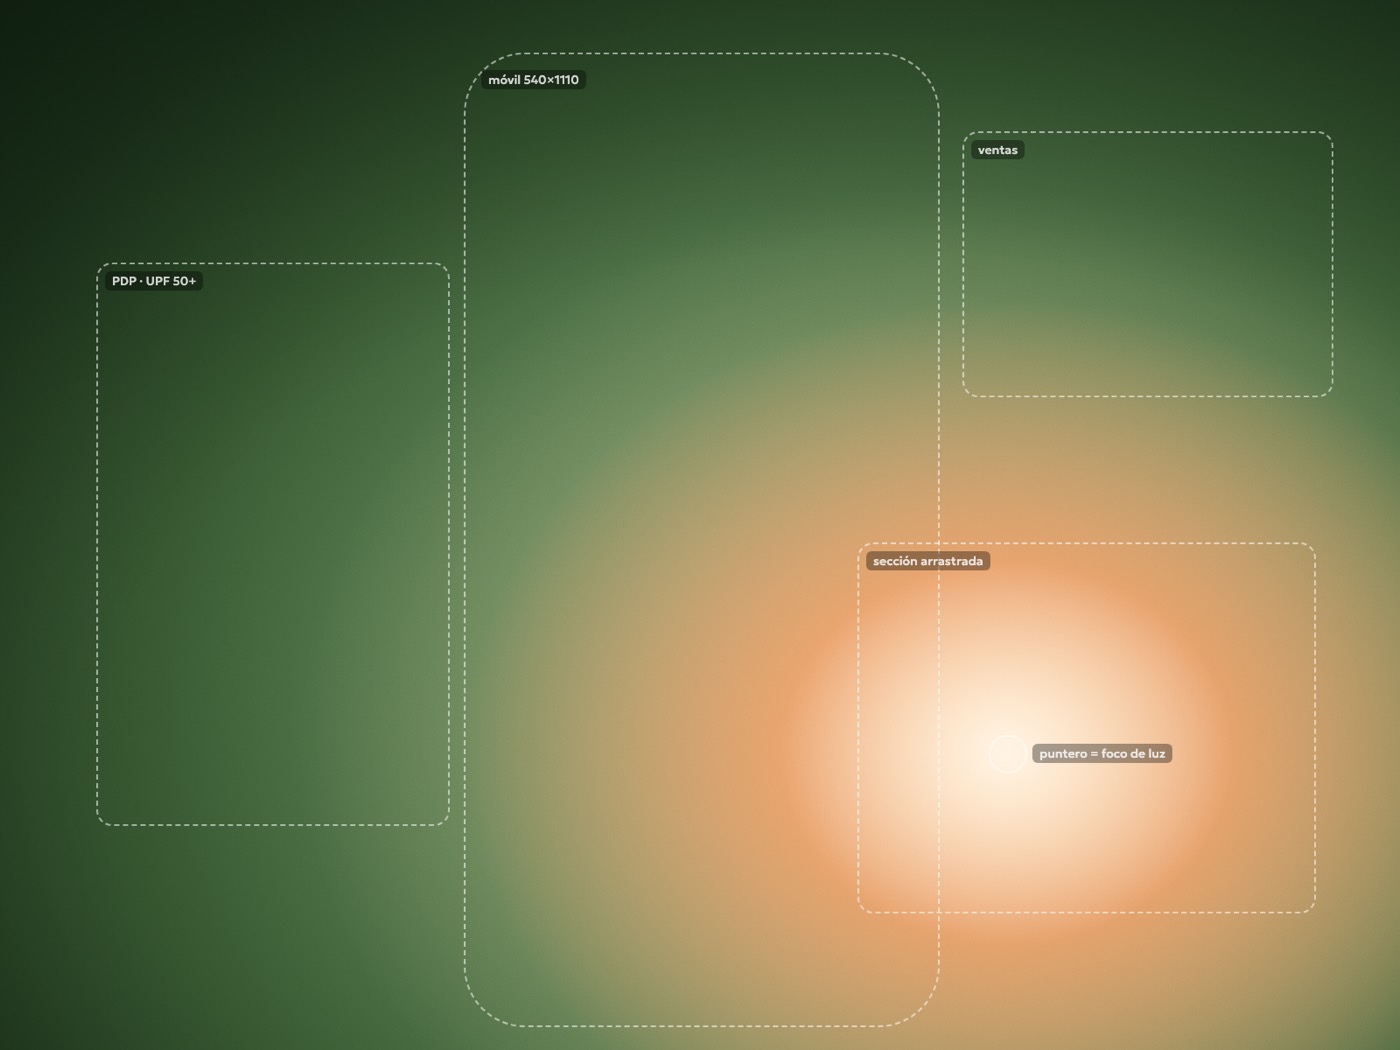 móvil 540×1110
ventas
PDP · UPF 50+
sección arrastrada
puntero = foco de luz